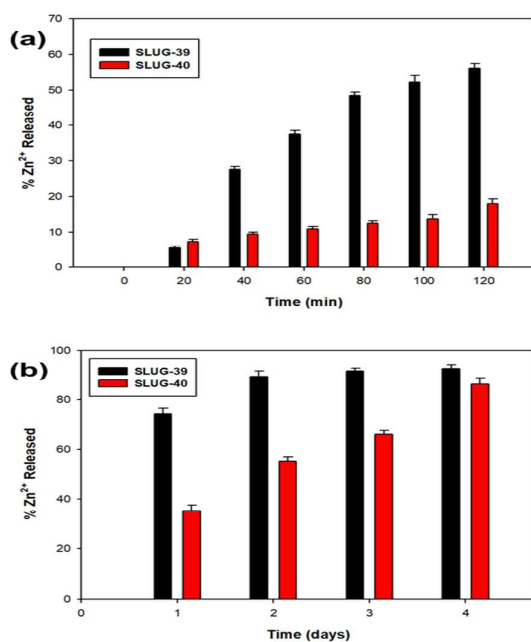 (a)
70
60
50
40
30
20
10
0
% Zn²⁺ Released
SLUG-39
SLUG-40
0 20 40 60 80 100 120
Time (min)
(b)
100
80
60
40
20
0
% Zn²⁺ Released
SLUG-39
SLUG-40
0 1 2 3 4
Time (days)